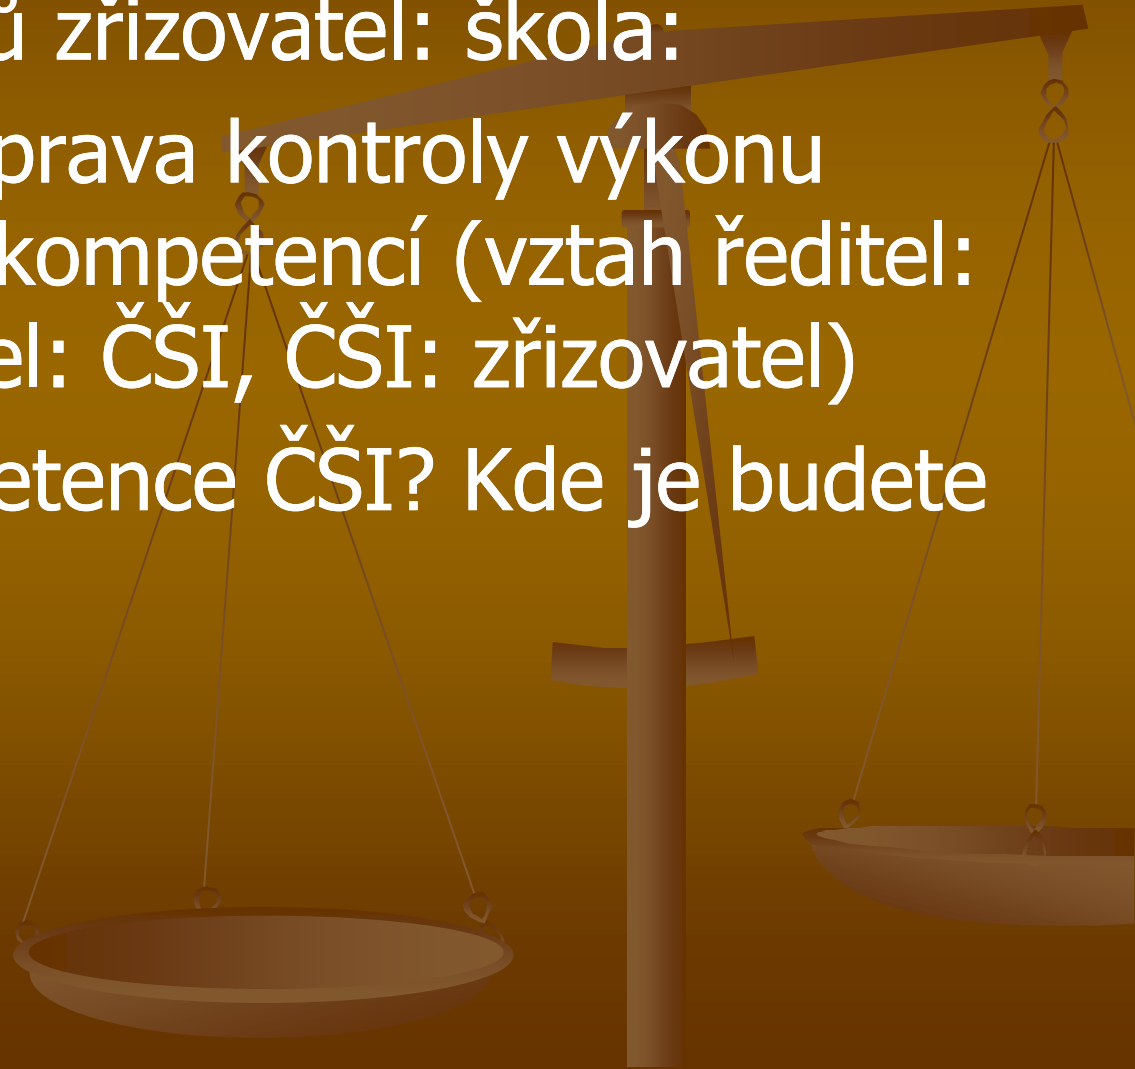 ů zřizovatel: škola:
prava kontroly výkonu
kompetencí (vztah ředitel:
el: ČŠI, ČŠI: zřizovatel)
etence ČŠI? Kde je budete